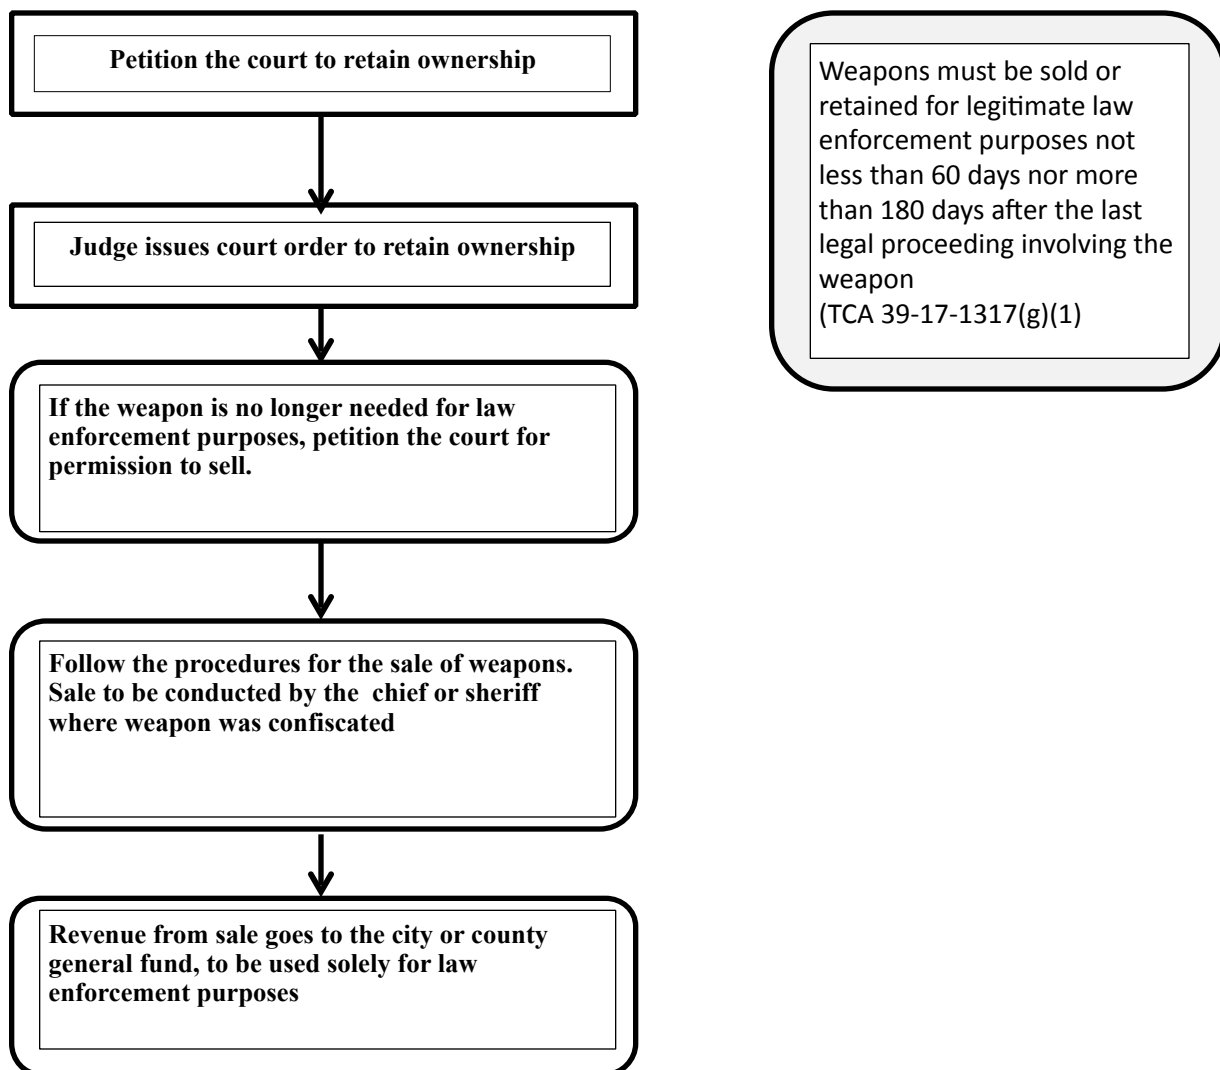 Petition the court to retain ownership
Judge issues court order to retain ownership
If the weapon is no longer needed for law
enforcement purposes, petition the court for
permission to sell.
Follow the procedures for the sale of weapons.
Sale to be conducted by the  chief or sheriff
where weapon was confiscated
Revenue from sale goes to the city or county
general fund, to be used solely for law
enforcement purposes
Weapons must be sold or
retained for legitimate law
enforcement purposes not
less than 60 days nor more
than 180 days after the last
legal proceeding involving the
weapon
(TCA 39-17-1317(g)(1)